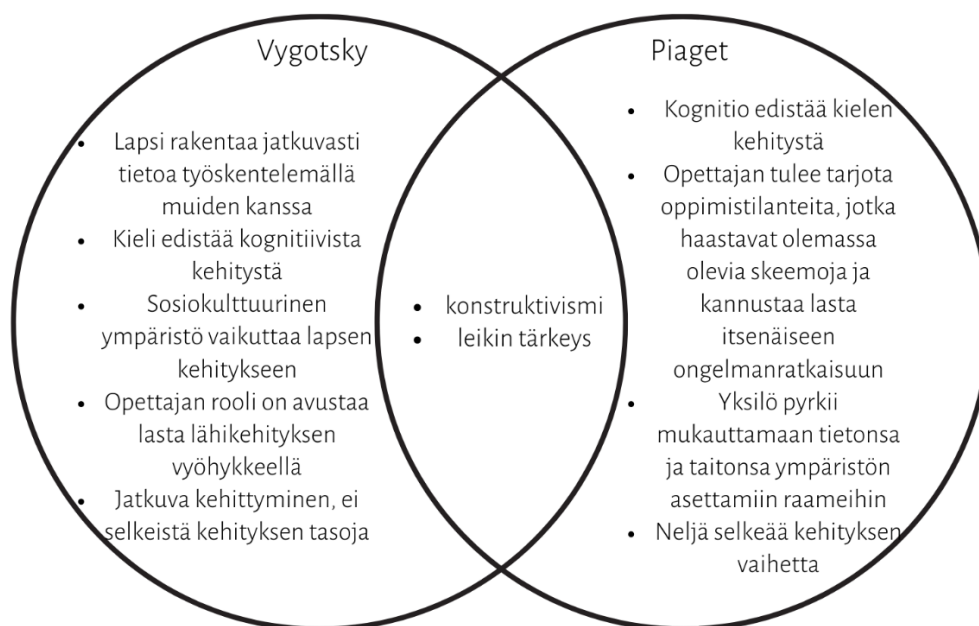 Vygotsky
• Lapsi rakentaa jatkuvasti
tietoa työskentelemällä
muiden kanssa
• Kieli edistää kognitiivista
kehitystä
• Sosiokulttuurinen
ympäristö vaikuttaa lapsen
kehitykseen
• Opettajan rooli on avustaa
lasta lähikehityksen
vyöhykkeellä
• Jatkuva kehittyminen, ei
selkeistä kehityksen tasoja
• konstruktivismi
• leikin tärkeys
Piaget
• Kognitio edistää kielen
kehitystä
• Opettajan tulee tarjota
oppimistilanteita, jotka
haastavat olemassa
olevia skeemoja ja
kannustaa lasta
itsenäiseen
ongelmanratkaisuun
• Yksilö pyrkii
mukauttamaan tietonsa
ja taitonsa ympäristön
asettamiin raameihin
• Neljä selkeää kehityksen
vaihetta